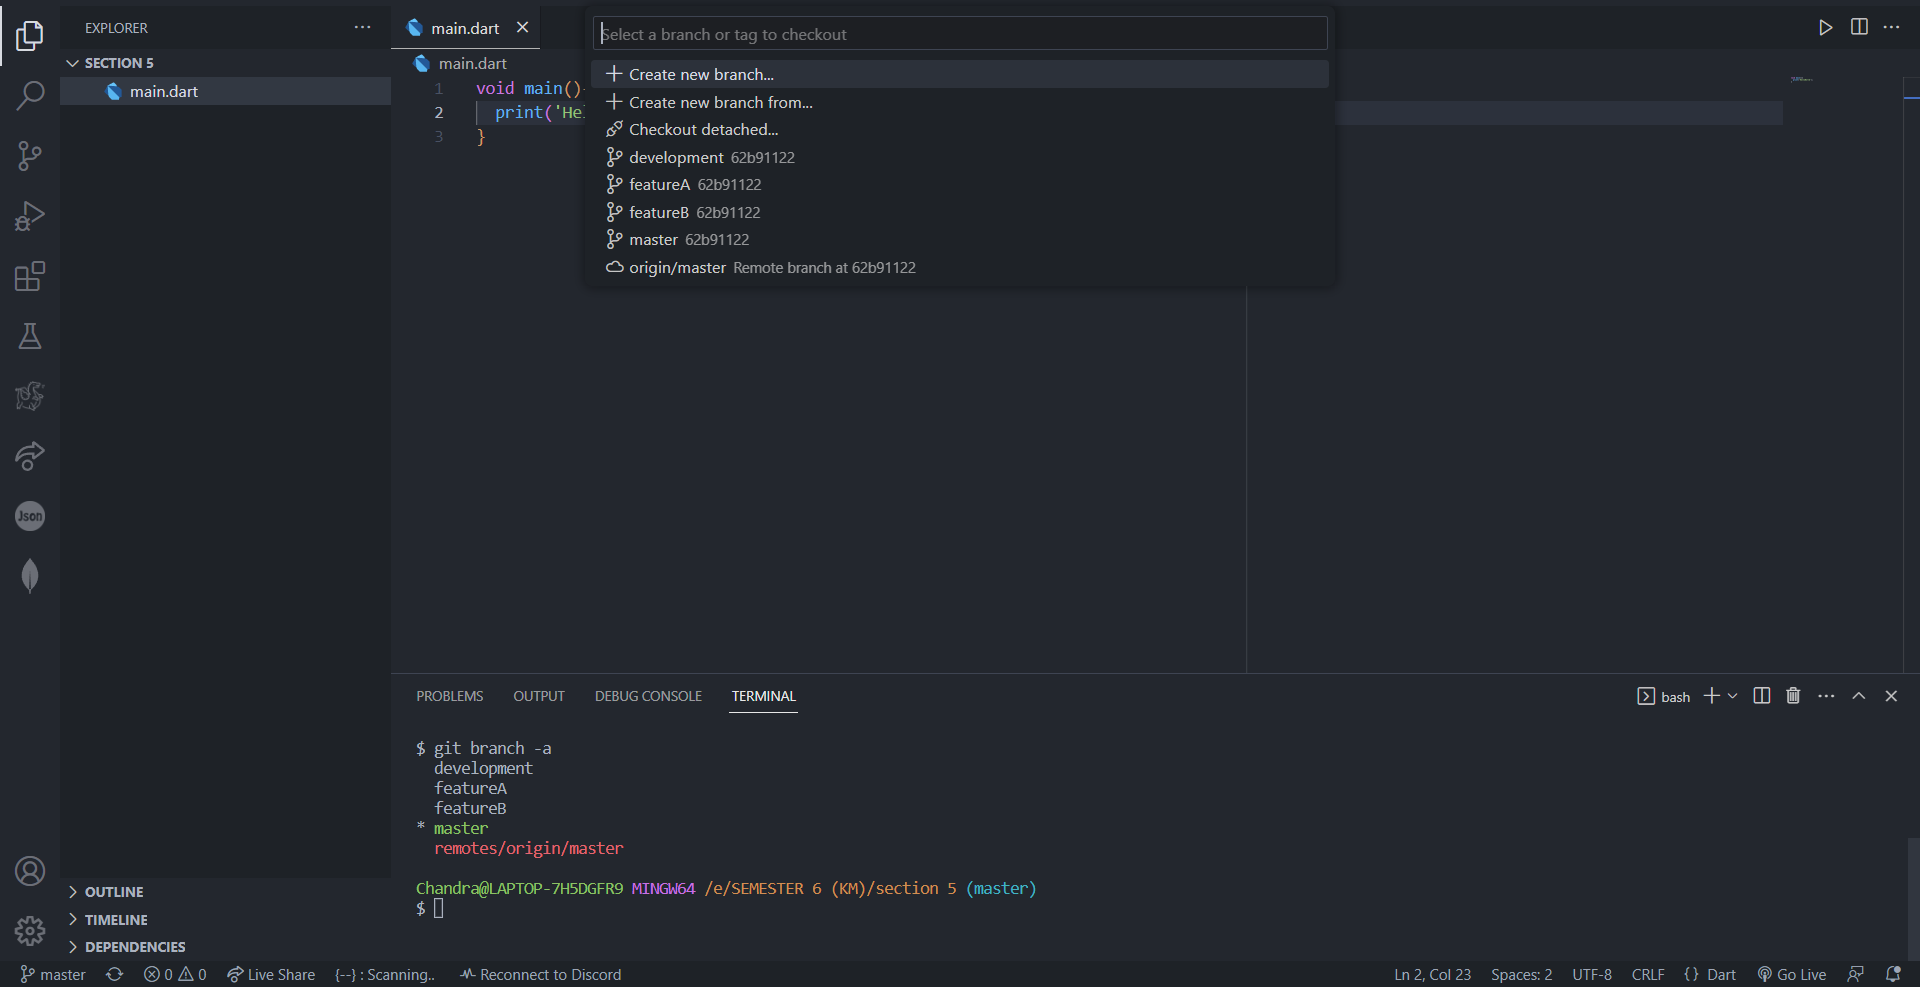 EXPLORER
SECTION 5
main.dart
main.dart
main.dart
1 void main()
2 print('He
3 }
Select a branch or tag to checkout
Create new branch...
Create new branch from...
Checkout detached...
development 62b91122
featureA 62b91122
featureB 62b91122
master 62b91122
origin/master Remote branch at 62b91122
Json
PROBLEMS OUTPUT DEBUG CONSOLE TERMINAL
bash
$ git branch -a
development
featureA
featureB
* master
remotes/origin/master
Chandra@LAPTOP-7H5DGFR9 MINGW64 /e/SEMESTER 6 (KM)/section 5 (master)
$
OUTLINE
TIMELINE
DEPENDENCIES
master 0 0 Live Share {--} : Scanning.. Reconnect to Discord Ln 2, Col 23 Spaces: 2 UTF-8 CRLF {} Dart Go Live